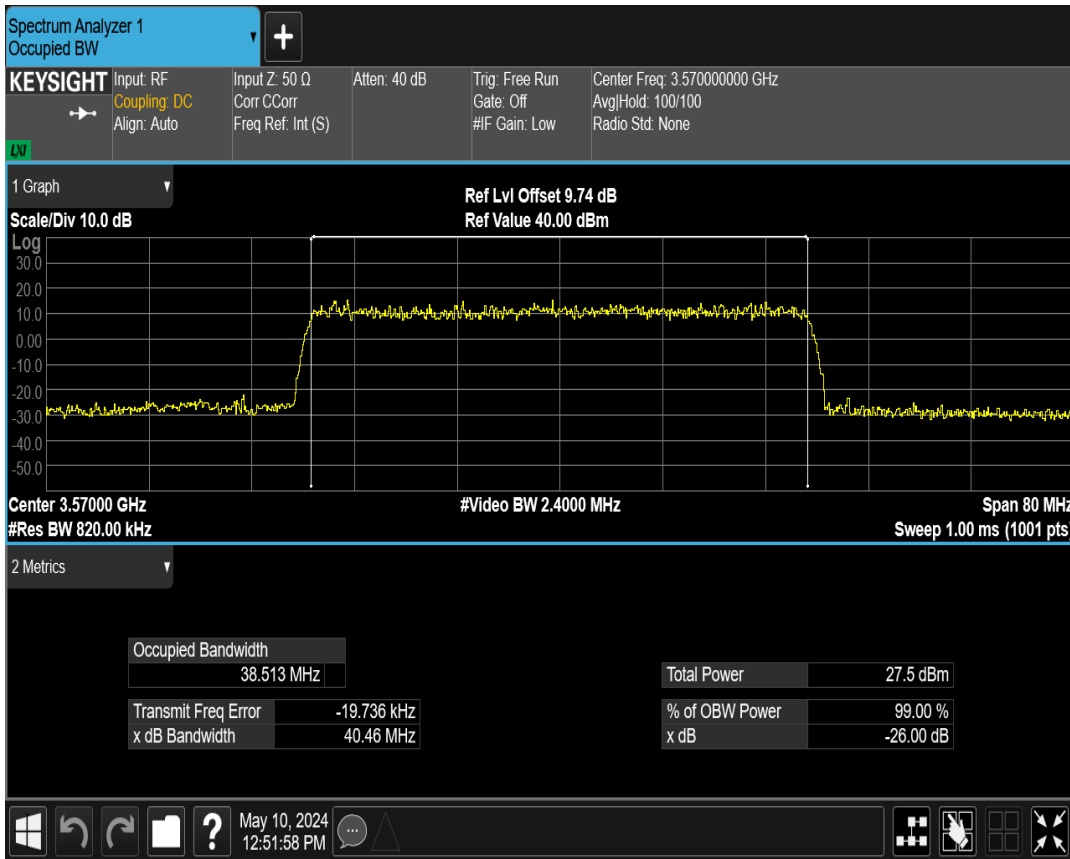 Spectrum Analyzer 1
Occupied BW
KEYSIGHT
Input: RF
Coupling: DC
Align: Auto
Input Z: 50 Ω
Corr CCorr
Freq Ref: Int (S)
Atten: 40 dB
Trig: Free Run
Gate: Off
#IF Gain: Low
Center Freq: 3.570000000 GHz
Avg|Hold: 100/100
Radio Std: None
LXI
1 Graph
Scale/Div 10.0 dB
Ref Lvl Offset 9.74 dB
Ref Value 40.00 dBm
Log
30.0
20.0
10.0
0.00
-10.0
-20.0
-30.0
-40.0
-50.0
Center 3.57000 GHz
#Video BW 2.4000 MHz
Span 80 MHz
#Res BW 820.00 kHz
Sweep 1.00 ms (1001 pts)
2 Metrics
Occupied Bandwidth
38.513 MHz
Transmit Freq Error -19.736 kHz
x dB Bandwidth 40.46 MHz
Total Power 27.5 dBm
% of OBW Power 99.00 %
x dB -26.00 dB
?
May 10, 2024
12:51:58 PM